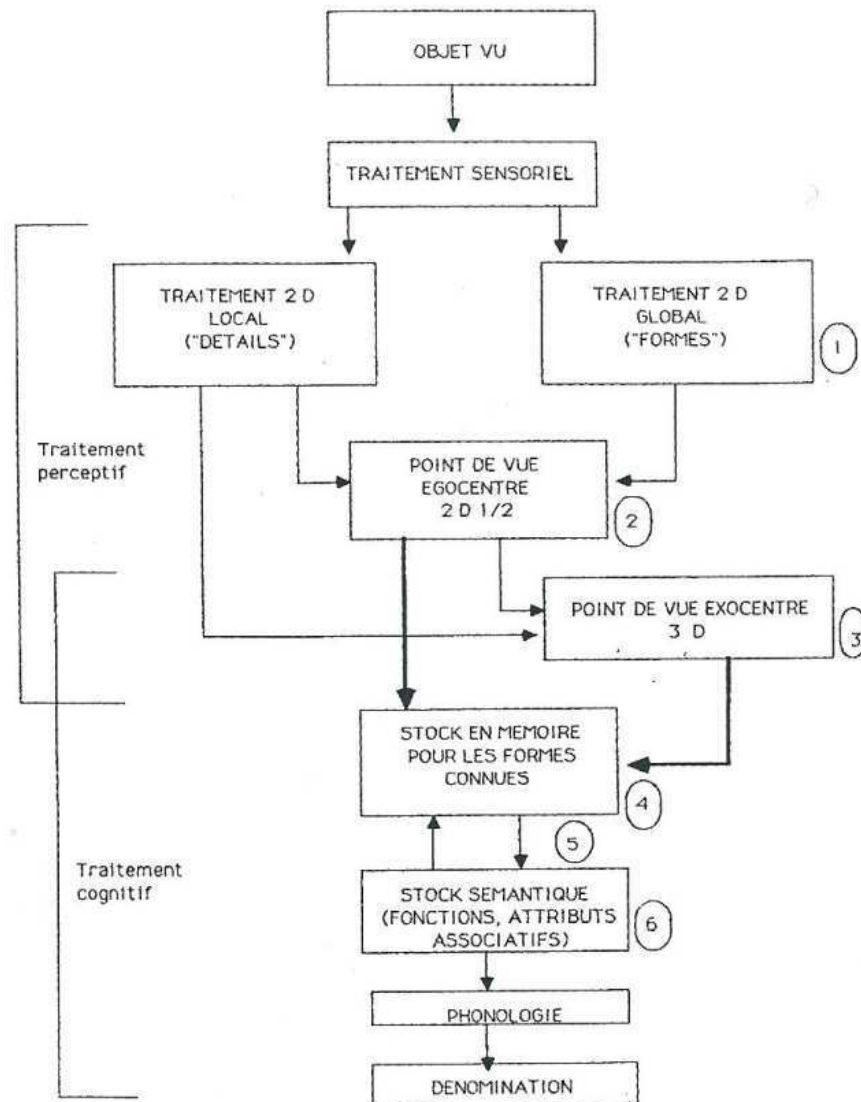 OBJET VU
TRAITEMENT SENSORIEL
TRAITEMENT 2 D
LOCAL
("DETAILS")
TRAITEMENT 2 D
GLOBAL
("FORMES")
1
Traitement
perceptif
POINT DE VUE
EGOCENTRE
2 D 1/2
2
POINT DE VUE EXOCENTRE
3 D
3
STOCK EN MEMOIRE
POUR LES FORMES
CONNUES
4
5
Traitement
cognitif
STOCK SEMANTIQUE
(FONCTIONS, ATTRIBUTS
ASSOCIATIFS)
6
PHONOLOGIE
DENOMINATION